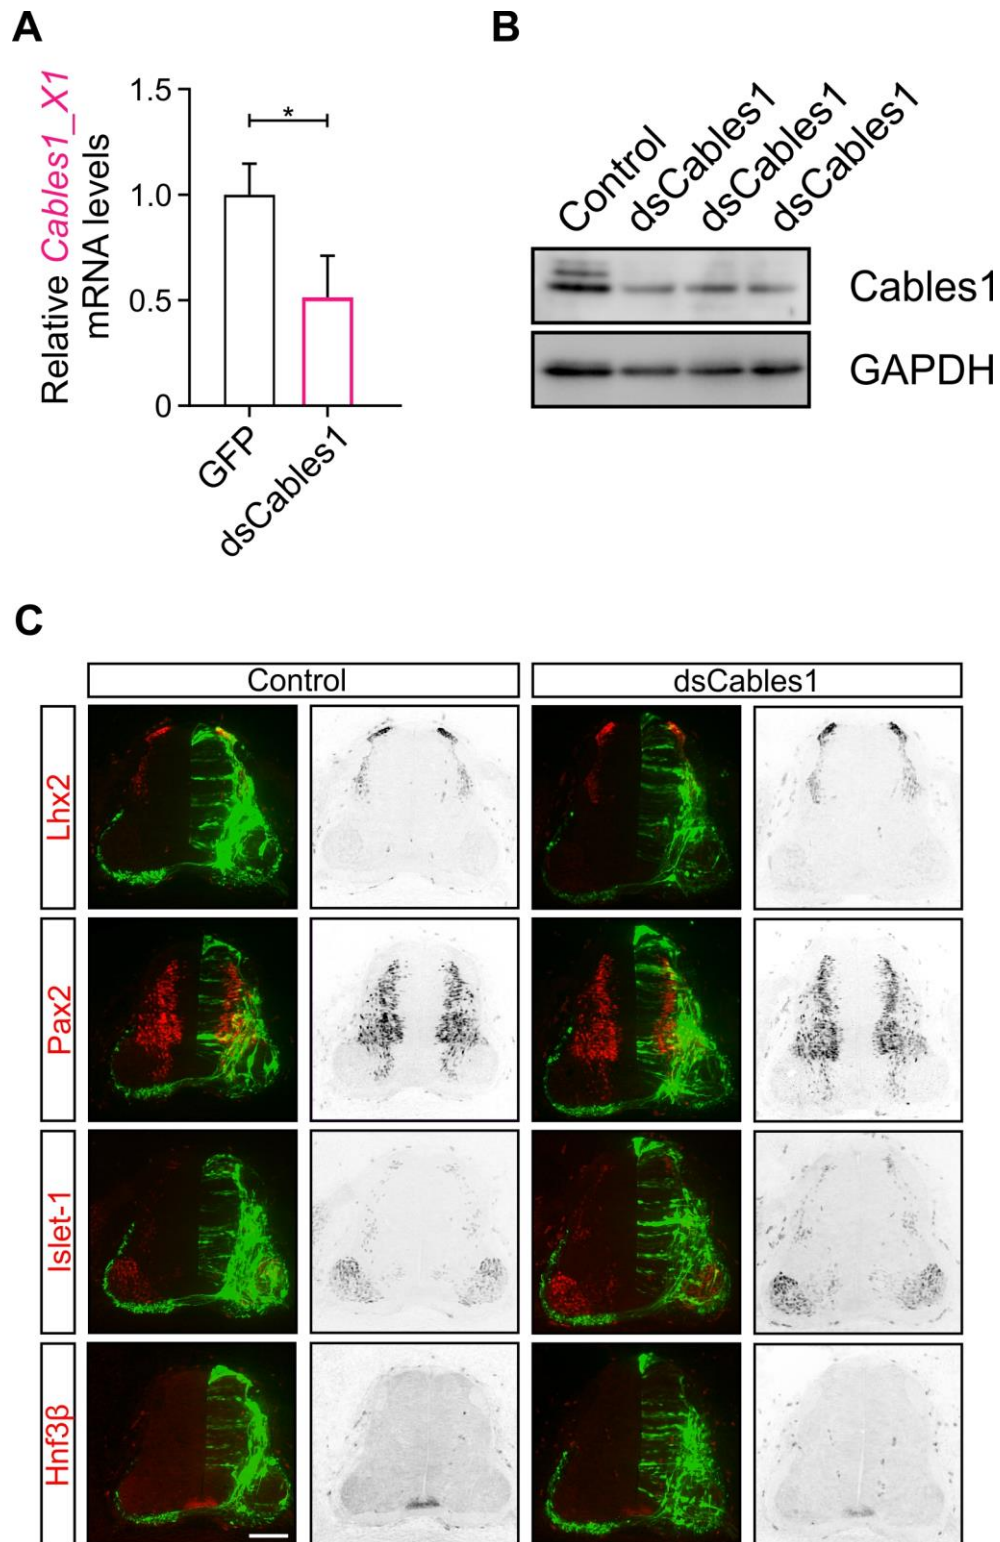 A
Relative Cables1_X1
mRNA levels
1.5
1.0
0.5
0
*
GFP
dsCables1
B
Control
dsCables1
dsCables1
dsCables1
Cables1
GAPDH
C
Control
dsCables1
Lhx2
Pax2
Islet-1
Hnf3β